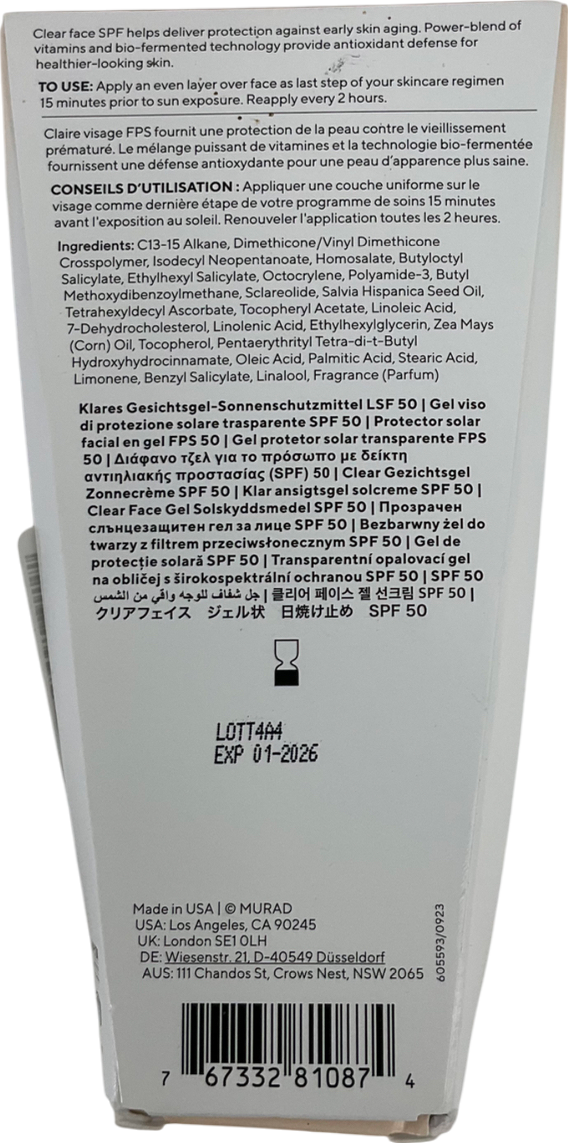 Clear face SPF helps deliver protection against early skin aging. Power-blend of
vitamins and bio-fermented technology provide antioxidant defense for
healthier-looking skin.
TO USE: Apply an even layer over face as last step of your skincare regimen
15 minutes prior to sun exposure. Reapply every 2 hours.
Claire visage FPS fournit une protection de la peau contre le vieillissement
prématuré. Le mélange puissant de vitamines et la technologie bio-fermentée
fournissent une défense antioxydante pour une peau d'apparence plus saine.
CONSEILS D'UTILISATION : Appliquer une couche uniforme sur le
visage comme dernière étape de votre programme de soins 15 minutes
avant l'exposition au soleil. Renouveler l'application toutes les 2 heures.
Ingredients: C13-15 Alkane, Dimethicone/Vinyl Dimethicone
Crosspolymer, Isodecyl Neopentanoate, Homosalate, Butyloctyl
Salicylate, Ethylhexyl Salicylate, Octocrylene, Polyamide-3, Butyl
Methoxydibenzoylmethane, Sclareolide, Salvia Hispanica Seed Oil,
Tetrahexyldecyl Ascorbate, Tocopheryl Acetate, Linoleic Acid,
7-Dehydrocholesterol, Linolenic Acid, Ethylhexylglycerin, Zea Mays
(Corn) Oil, Tocopherol, Pentaerythrityl Tetra-di-t-Butyl
Hydroxyhydrocinnamate, Oleic Acid, Palmitic Acid, Stearic Acid,
Limonene, Benzyl Salicylate, Linalool, Fragrance (Parfum)
Klares Gesichtsgel-Sonnenschutzmittel LSF 50 | Gel viso
di protezione solare trasparente SPF 50 | Protector solar
facial en gel FPS 50 | Gel protetor solar transparente FPS
50 | Διάφανο τζελ για το πρόσωπο με δείκτη
αντιηλιακής προστασίας (SPF) 50 | Clear Gezichtsgel
Zonnecrème SPF 50 | Klar ansigtsgel solcreme SPF 50 |
Clear Face Gel Solskyddsmedel SPF 50 | Прозрачен
слънцезащитен гел за лице SPF 50 | Bezbarwny żel do
twarzy z filtrem przeciwsłonecznym SPF 50 | Gel de
protecție solară SPF 50 | Transparentní opalovací gel
na obličej s širokospektrální ochranou SPF 50 | SPF 50
جل شفاف للوجه واقي من الشمس | 클리어 페이스 젤 선크림 SPF 50 |
クリアフェイス ジェル状 日焼け止め SPF 50
LOTT4A4
EXP 01-2026
Made in USA | © MURAD
USA: Los Angeles, CA 90245
UK: London SE1 0LH
DE: Wiesenstr. 21, D-40549 Düsseldorf
AUS: 111 Chandos St, Crows Nest, NSW 2065
605593/0923
7 67332 81087 4